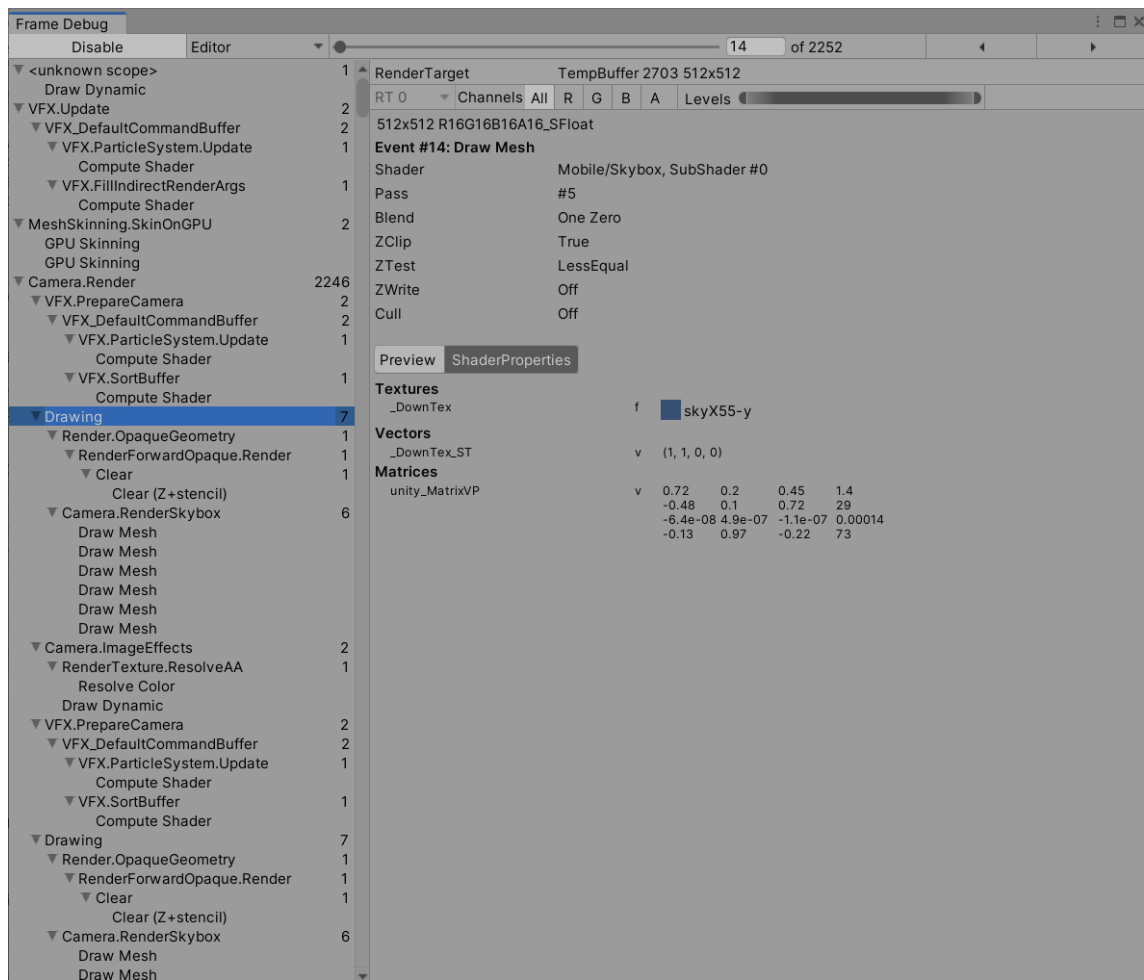 Frame Debug
Disable Editor 14 of 2252
<unknown scope> 1
Draw Dynamic
VFX.Update 2
VFX_DefaultCommandBuffer 2
VFX.ParticleSystem.Update 1
Compute Shader
VFX.FillIndirectRenderArgs 1
Compute Shader
MeshSkinning.SkinOnGPU 2
GPU Skinning
GPU Skinning
Camera.Render 2246
VFX.PrepareCamera 2
VFX_DefaultCommandBuffer 2
VFX.ParticleSystem.Update 1
Compute Shader
VFX.SortBuffer 1
Compute Shader
Drawing 7
Render.OpaqueGeometry 1
RenderForwardOpaque.Render 1
Clear 1
Clear (Z+stencil)
Camera.RenderSkybox 6
Draw Mesh
Draw Mesh
Draw Mesh
Draw Mesh
Draw Mesh
Draw Mesh
Camera.ImageEffects 2
RenderTexture.ResolveAA 1
Resolve Color
Draw Dynamic
VFX.PrepareCamera 2
VFX_DefaultCommandBuffer 2
VFX.ParticleSystem.Update 1
Compute Shader
VFX.SortBuffer 1
Compute Shader
Drawing 7
Render.OpaqueGeometry 1
RenderForwardOpaque.Render 1
Clear 1
Clear (Z+stencil)
Camera.RenderSkybox 6
Draw Mesh
Draw Mesh
RenderTarget TempBuffer 2703 512x512
RT 0 Channels All R G B A Levels
512x512 R16G16B16A16_SFloat
Event #14: Draw Mesh
Shader Mobile/Skybox, SubShader #0
Pass #5
Blend One Zero
ZClip True
ZTest LessEqual
ZWrite Off
Cull Off
Preview ShaderProperties
Textures
_DownTex f skyX55-y
Vectors
_DownTex_ST v (1, 1, 0, 0)
Matrices
unity_MatrixVP v 0.72 0.2 0.45 1.4
-0.48 0.1 0.72 29
-6.4e-08 4.9e-07 -1.1e-07 0.00014
-0.13 0.97 -0.22 73